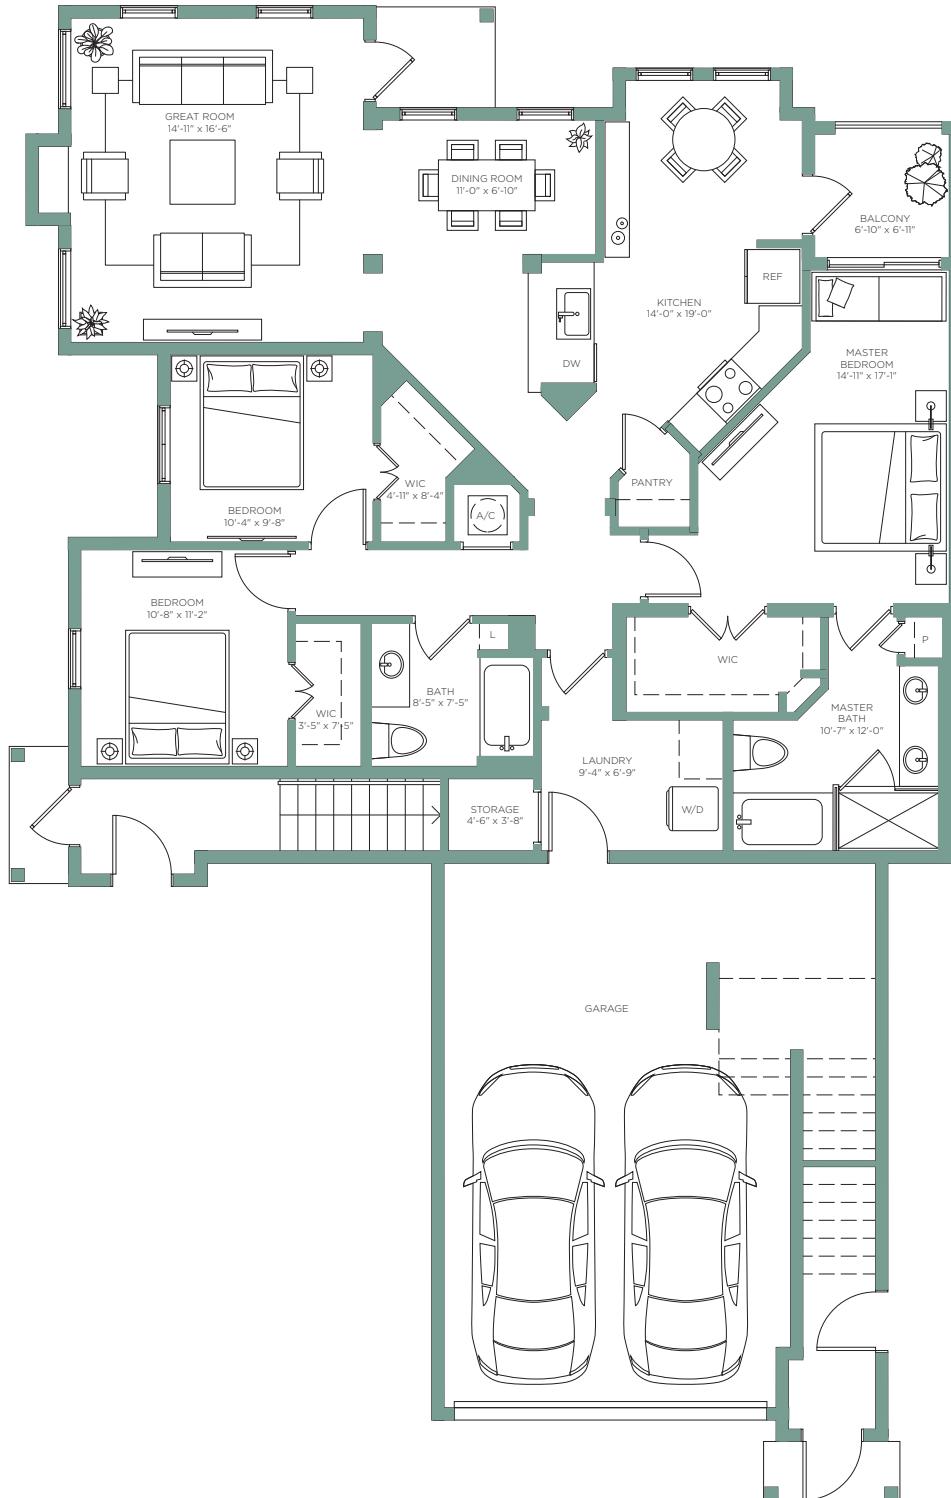 GREAT ROOM
14'-11" x 16'-6"
DINING ROOM
11'-0" x 6'-10"
BALCONY
6'-10" x 6'-11"
REF
KITCHEN
14'-0" x 19'-0"
DW
MASTER
BEDROOM
14'-11" x 17'-1"
WIC
4'-11" x 8'-4"
PANTRY
A/C
BEDROOM
10'-4" x 9'-8"
BEDROOM
10'-8" x 11'-2"
L
P
WIC
BATH
8'-5" x 7'-5"
WIC
3'-5" x 7'-5"
MASTER
BATH
10'-7" x 12'-0"
LAUNDRY
9'-4" x 6'-9"
STORAGE
4'-6" x 3'-8"
W/D
GARAGE